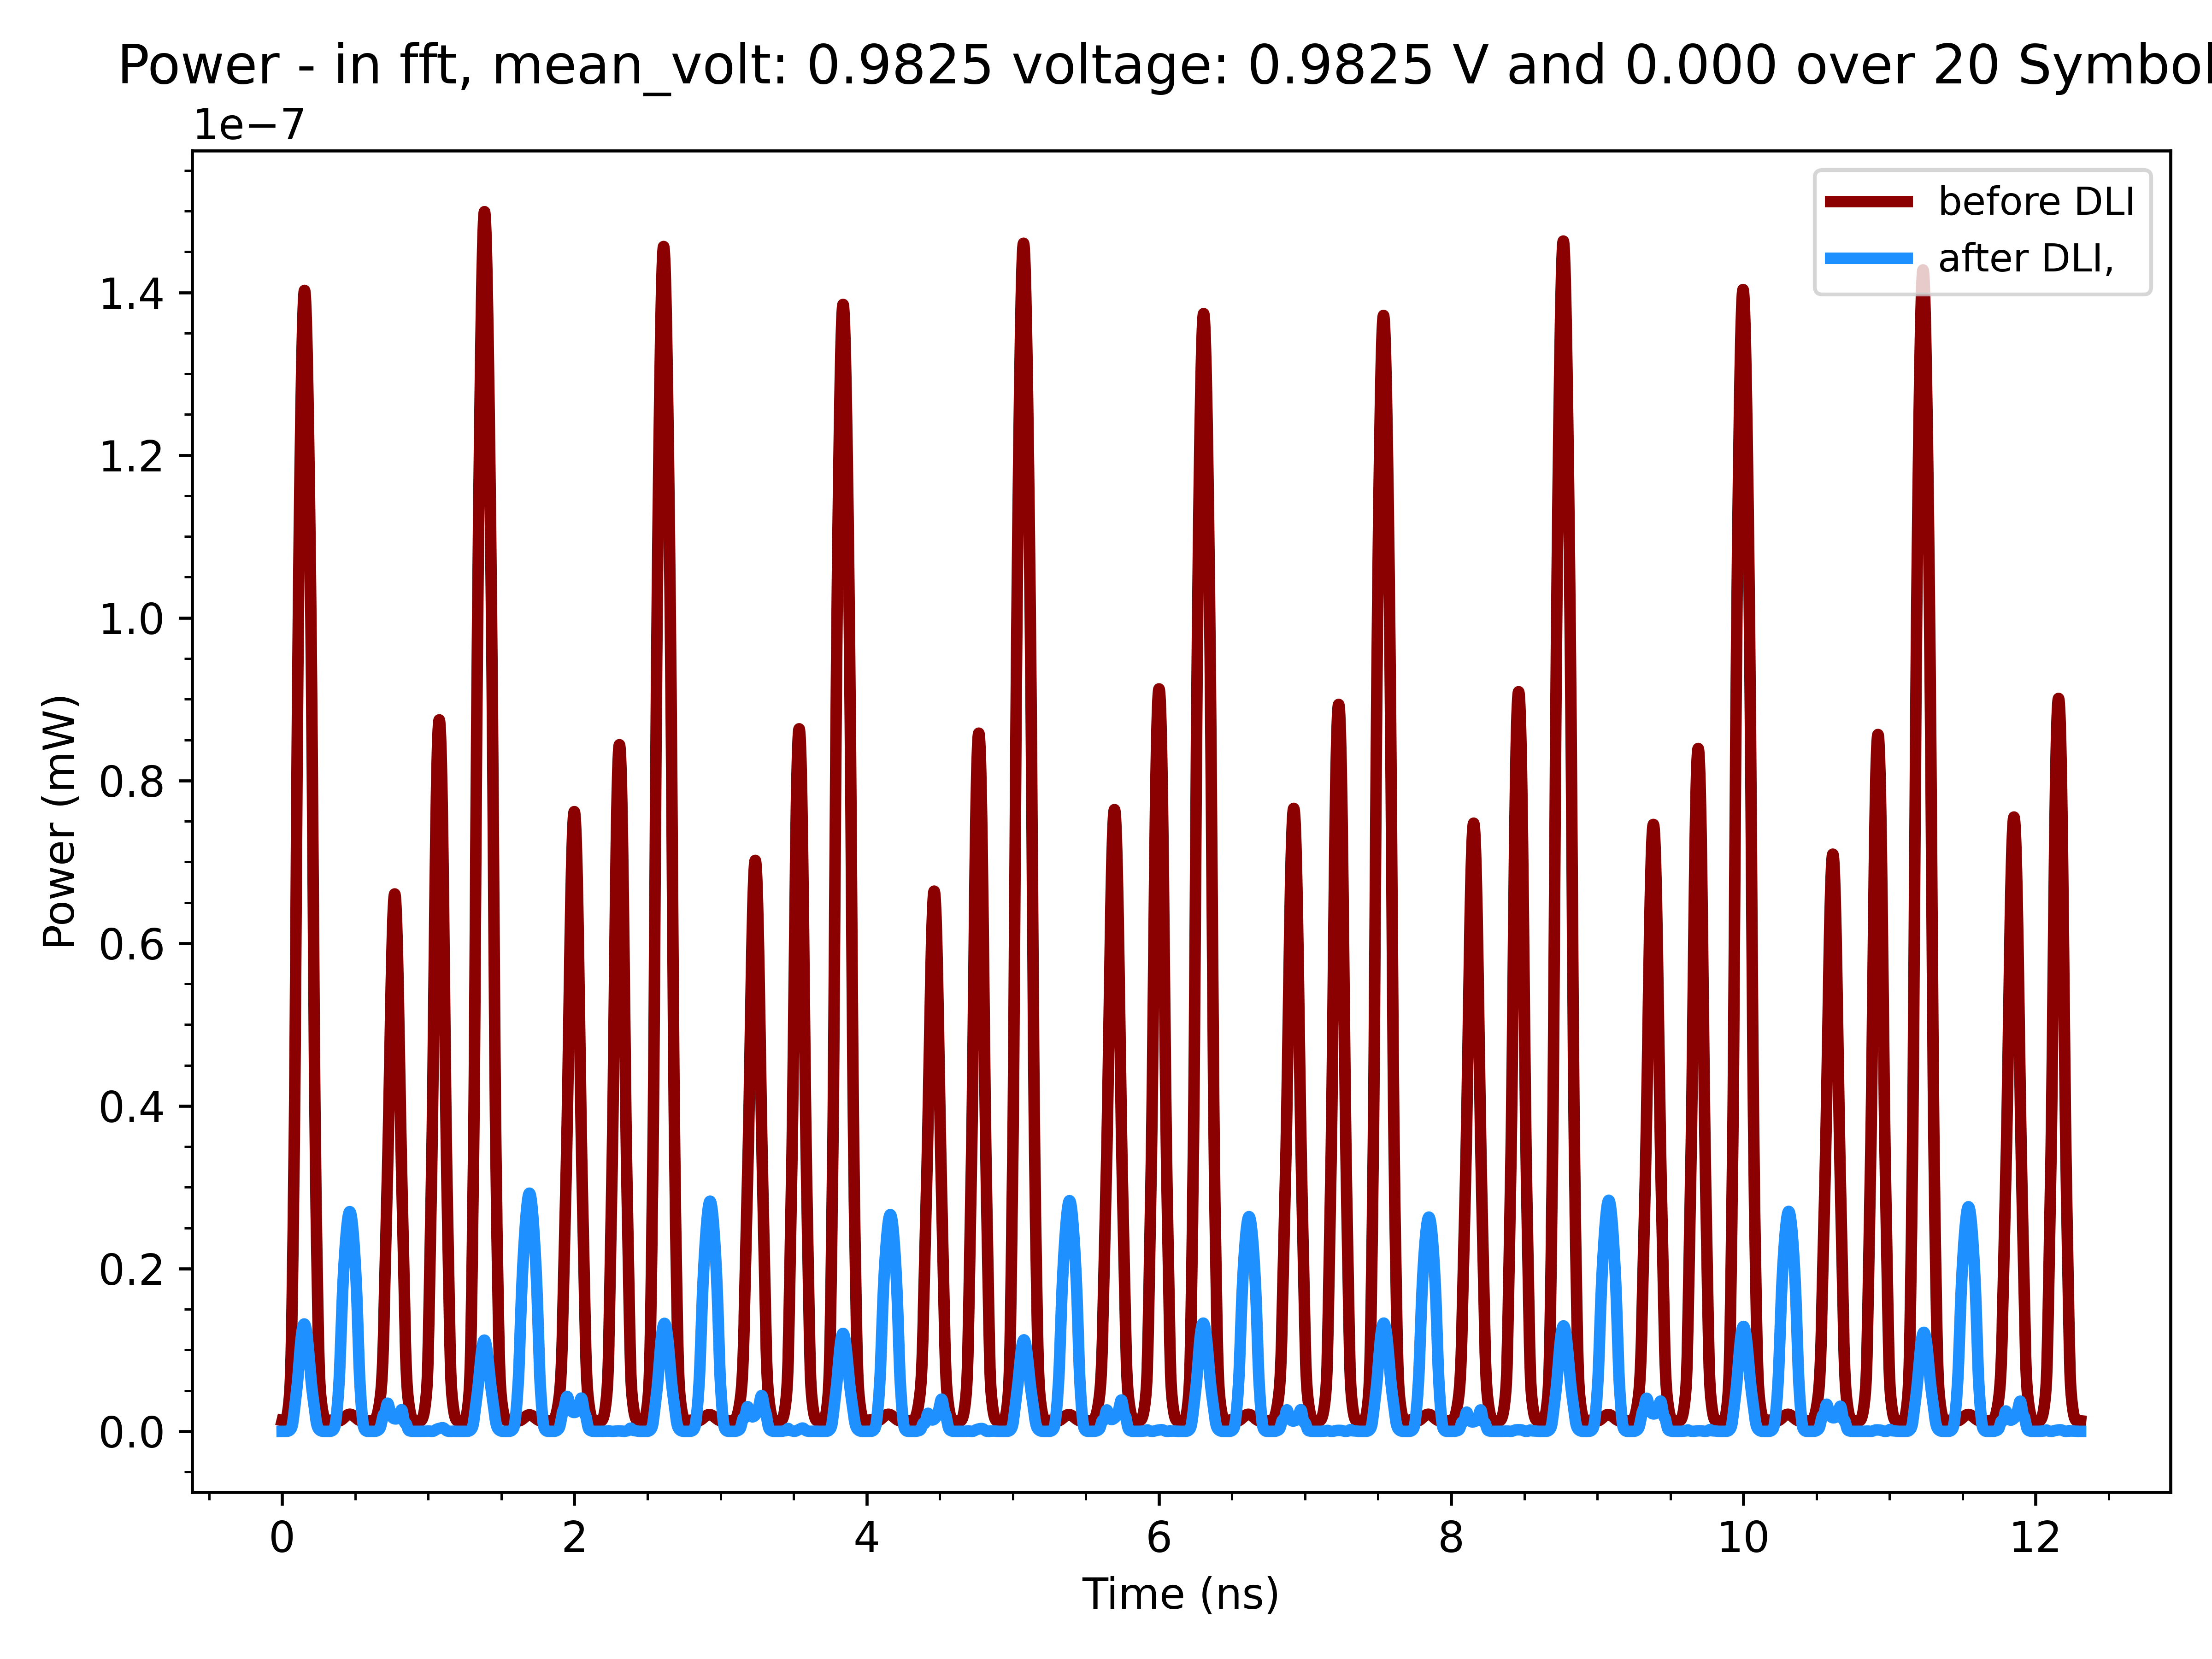 Power - in fft, mean_volt: 0.9825 voltage: 0.9825 V and 0.000 over 20 Symbol
1e−7
before DLI
after DLI,
1.4
1.2
1.0
0.8
0.6
0.4
0.2
0.0
Power (mW)
0 2 4 6 8 10 12
Time (ns)